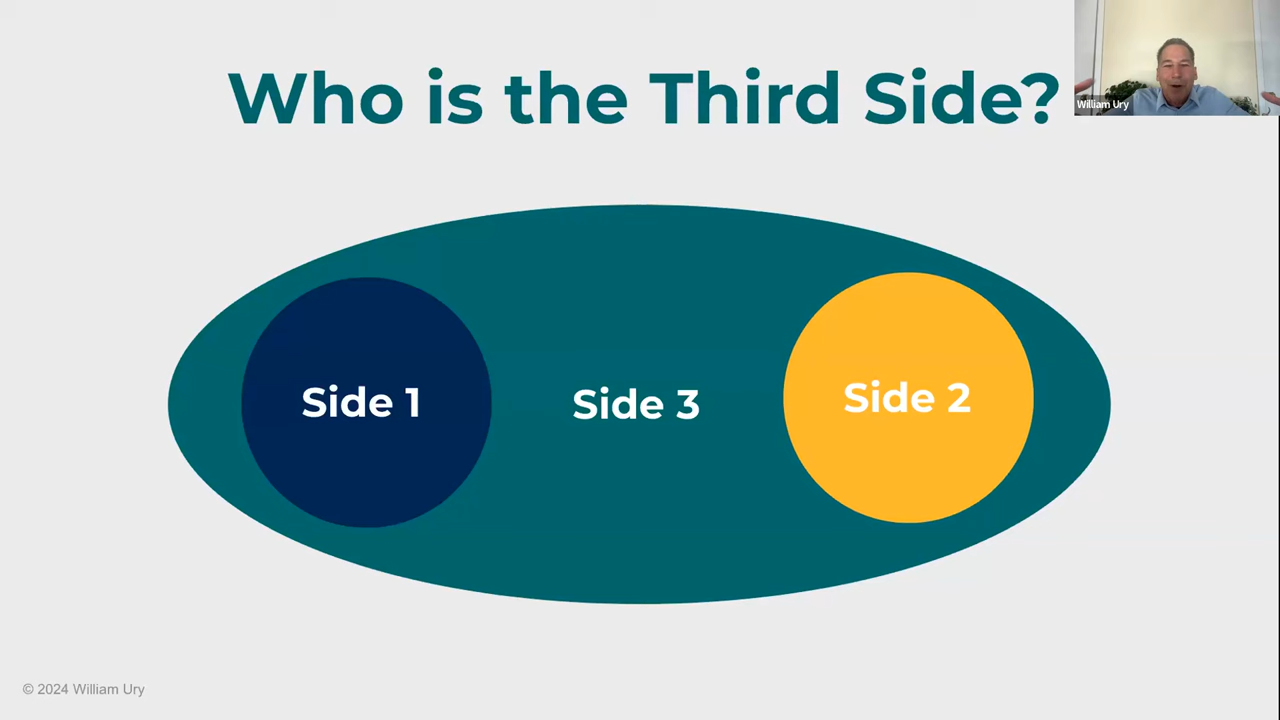 Who is the Third Side?
William Ury
Side 1
Side 3
Side 2
© 2024 William Ury